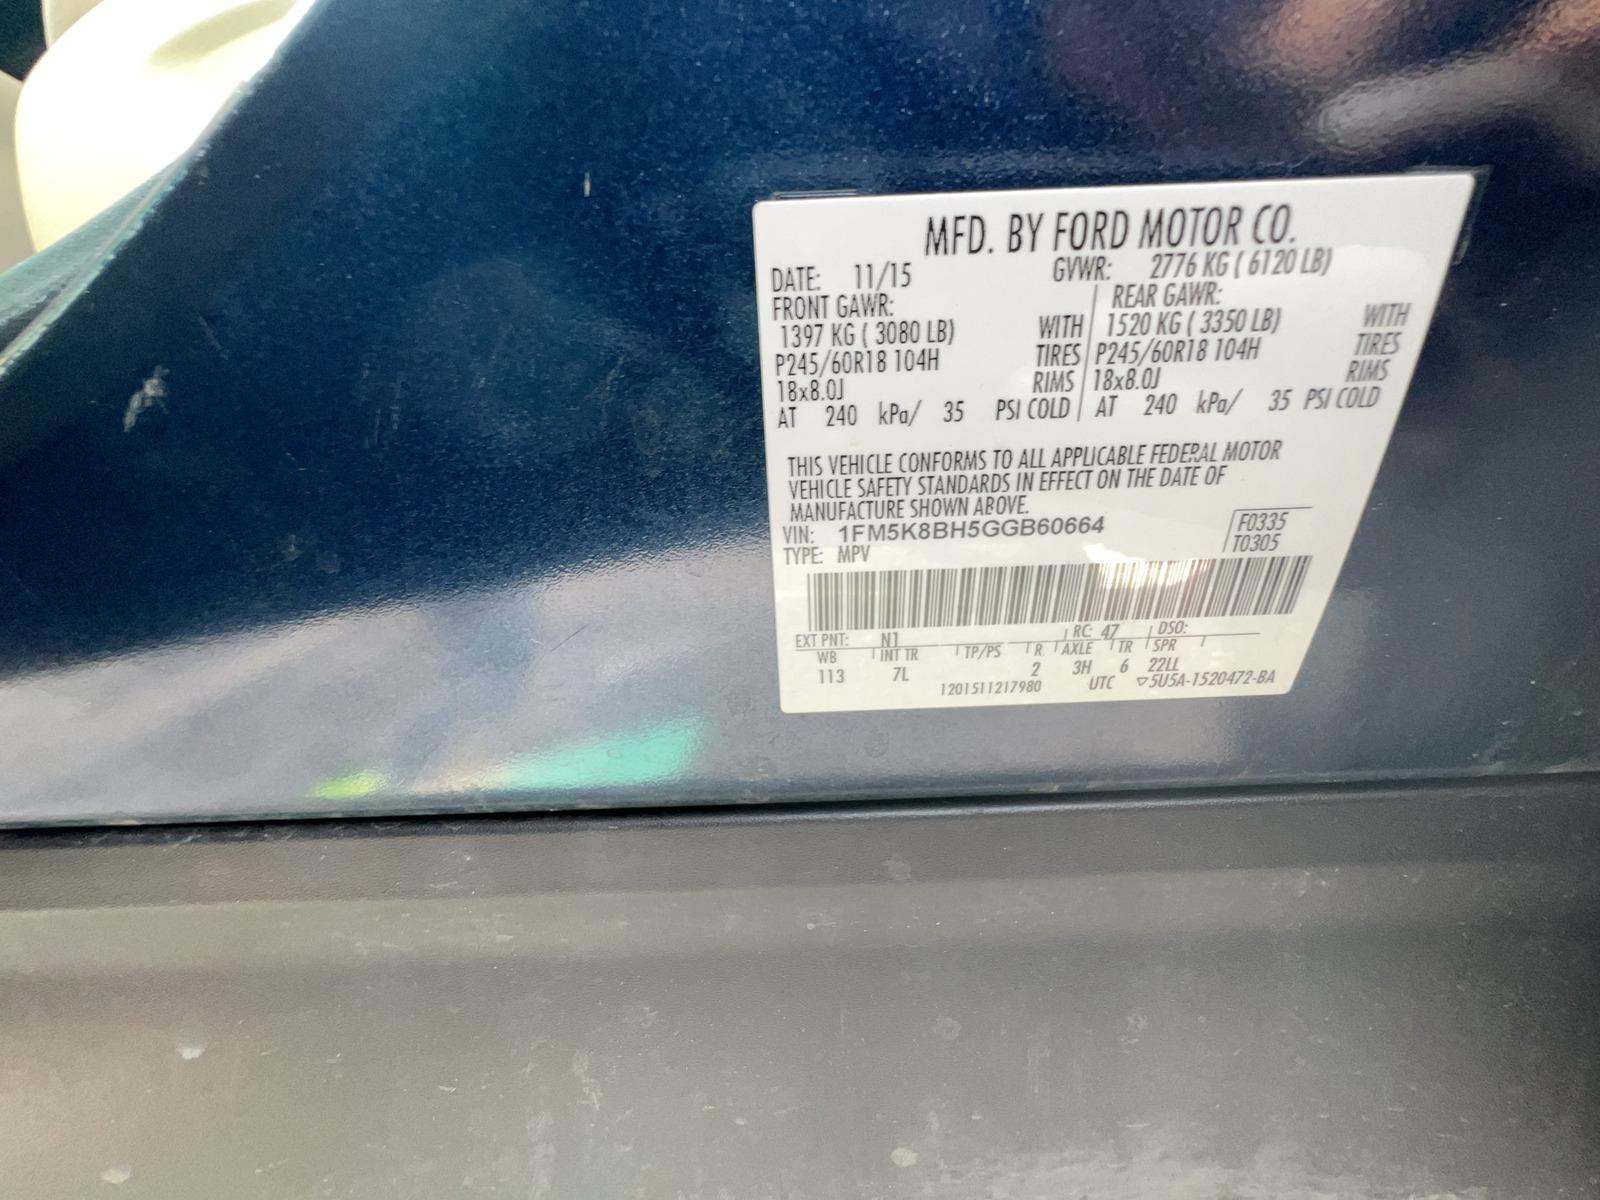 MFD. BY FORD MOTOR CO.
DATE: 11/15 GVWR: 2776 KG ( 6120 LB)
FRONT GAWR: REAR GAWR:
1397 KG ( 3080 LB) WITH 1520 KG ( 3350 LB) WITH
P245/60R18 104H TIRES P245/60R18 104H TIRES
18x8.0J RIMS 18x8.0J RIMS
AT 240 kPa/ 35 PSI COLD AT 240 kPa/ 35 PSI COLD
THIS VEHICLE CONFORMS TO ALL APPLICABLE FEDERAL MOTOR
VEHICLE SAFETY STANDARDS IN EFFECT ON THE DATE OF
MANUFACTURE SHOWN ABOVE.
VIN: 1FM5K8BH5GGB60664 F0335
TYPE: MPV T0305
EXT PNT: N1 RC: 47 DSO:
WB INT TR TP/PS R AXLE TR SPR
113 7L 2 3H 6 22LL
1201511217980 UTC ▽5U5A-1520472-BA